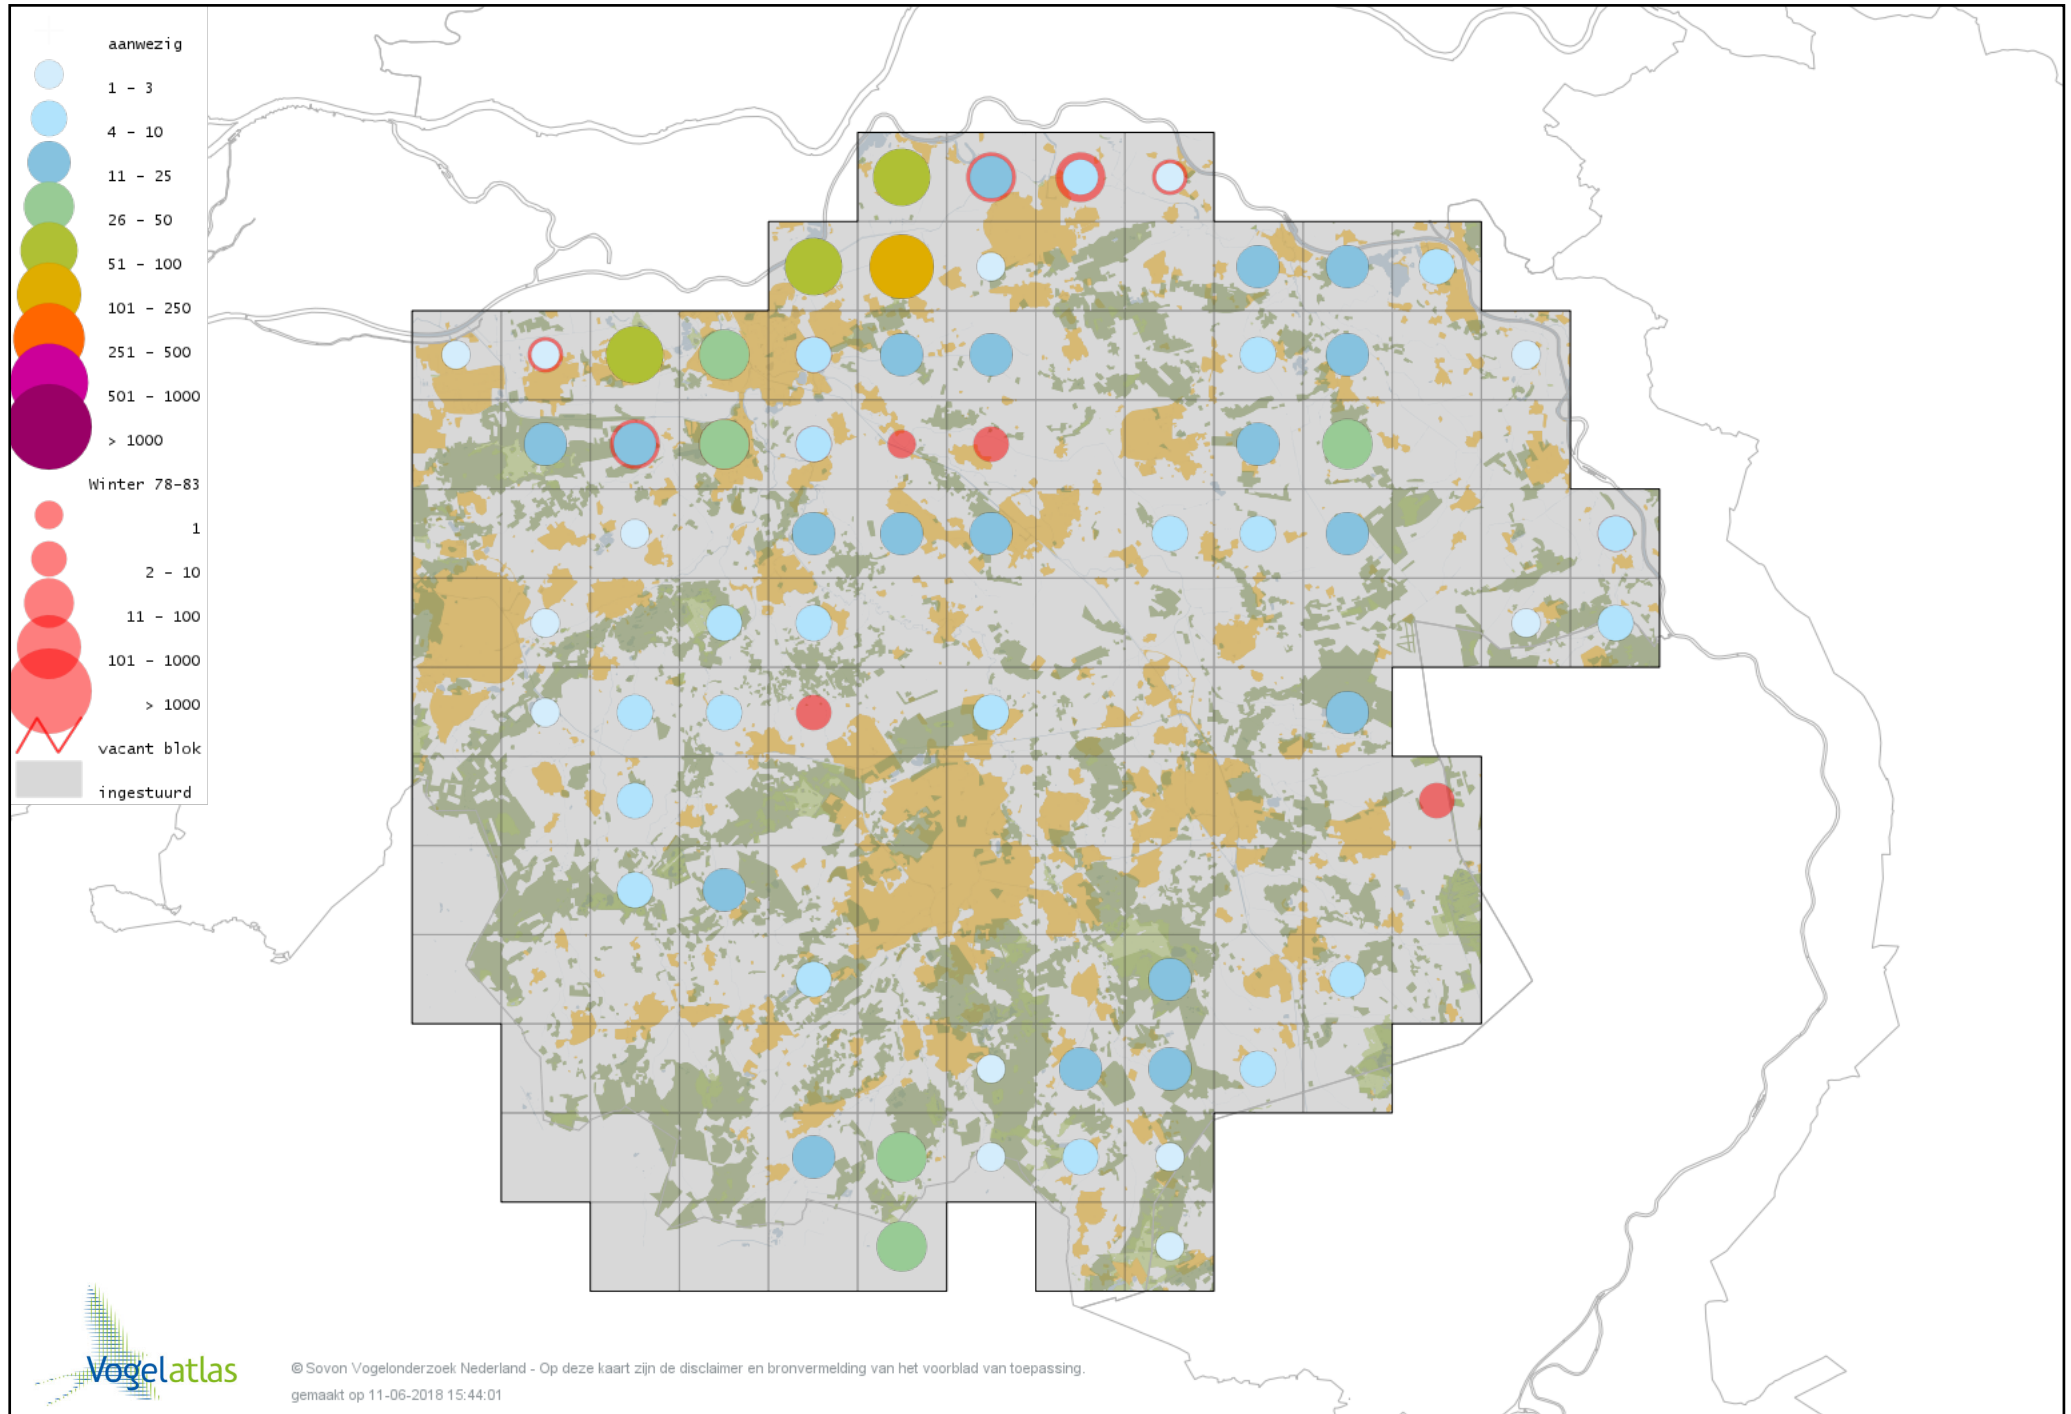 aanwezig
1 – 3
4 – 10
11 – 25
26 – 50
51 – 100
101 – 250
251 – 500
501 – 1000
> 1000
Winter 78-83
1
2 – 10
11 – 100
101 – 1000
> 1000
vacant blok
ingestuurd
Vogelatlas
© Sovon Vogelonderzoek Nederland - Op deze kaart zijn de disclaimer en bronvermelding van het voorblad van toepassing.
gemaakt op 11-06-2018 15:44:01